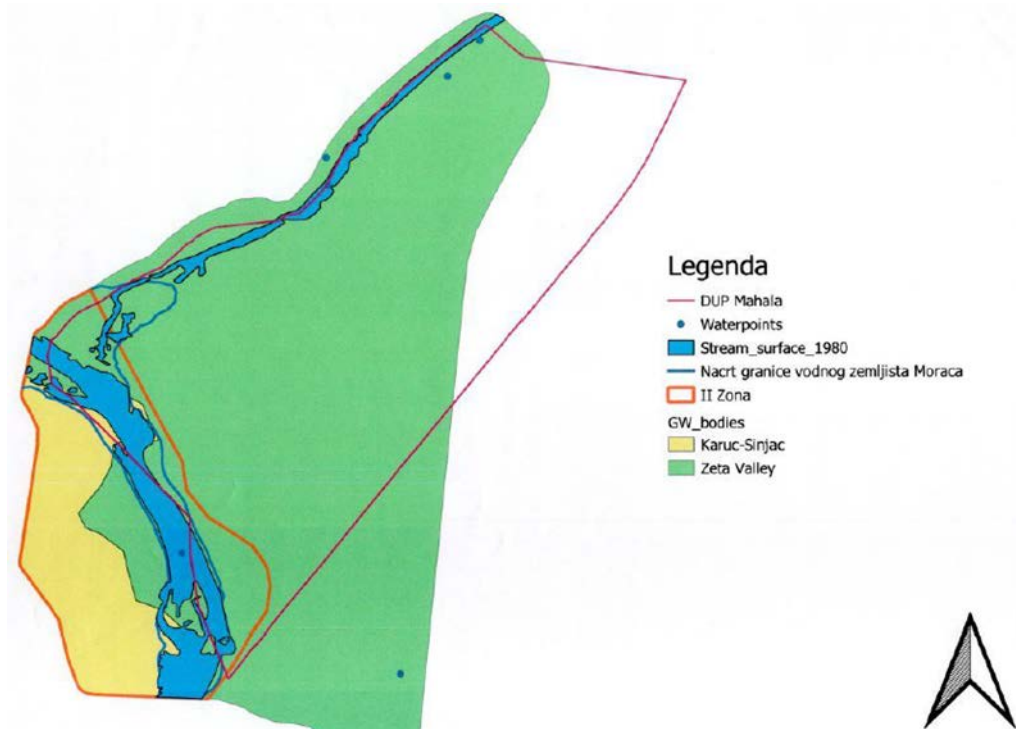 Legenda
DUP Mahala
Waterpoints
Stream_surface_1980
Nacrt granice vodnog zemljista Moraca
II Zona
GW_bodies
Karuc-Sinjac
Zeta Valley